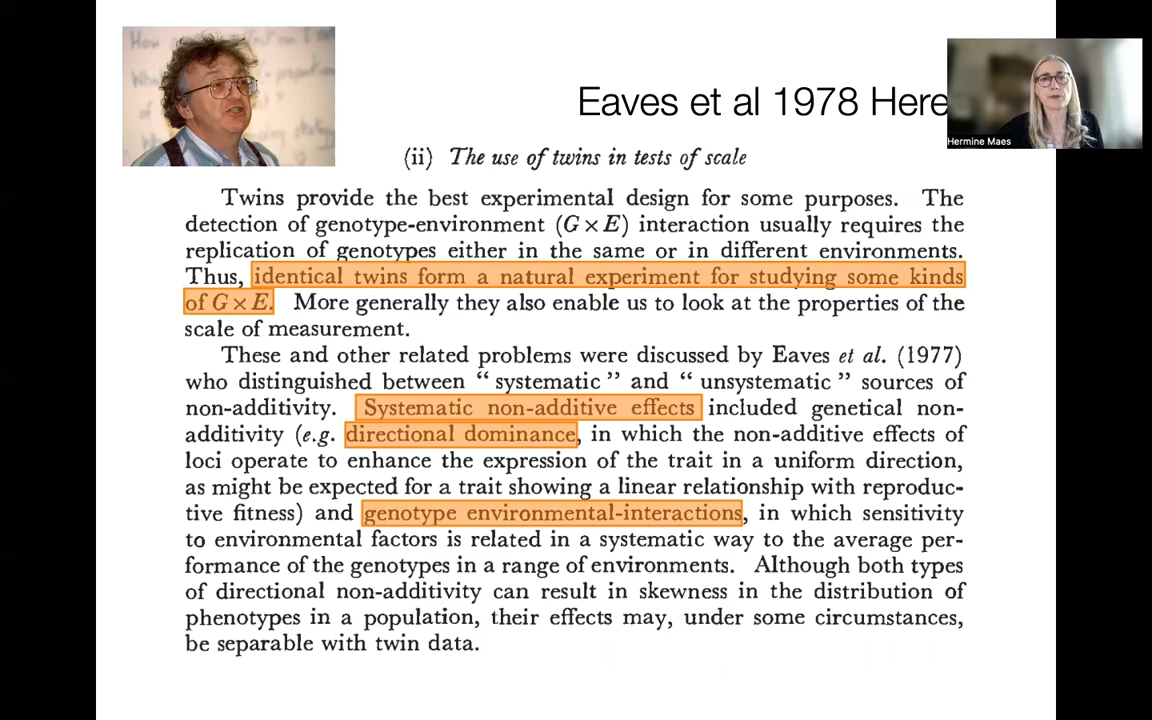 Eaves et al 1978 Here
Hermine Maes
(ii) The use of twins in tests of scale
Twins provide the best experimental design for some purposes. The
detection of genotype-environment (G × E) interaction usually requires the
replication of genotypes either in the same or in different environments.
Thus, identical twins form a natural experiment for studying some kinds
of G × E. More generally they also enable us to look at the properties of the
scale of measurement.
These and other related problems were discussed by Eaves et al. (1977)
who distinguished between “ systematic ” and “ unsystematic ” sources of
non-additivity. Systematic non-additive effects included genetical non-
additivity (e.g. directional dominance, in which the non-additive effects of
loci operate to enhance the expression of the trait in a uniform direction,
as might be expected for a trait showing a linear relationship with reproduc-
tive fitness) and genotype environmental-interactions, in which sensitivity
to environmental factors is related in a systematic way to the average per-
formance of the genotypes in a range of environments. Although both types
of directional non-additivity can result in skewness in the distribution of
phenotypes in a population, their effects may, under some circumstances,
be separable with twin data.